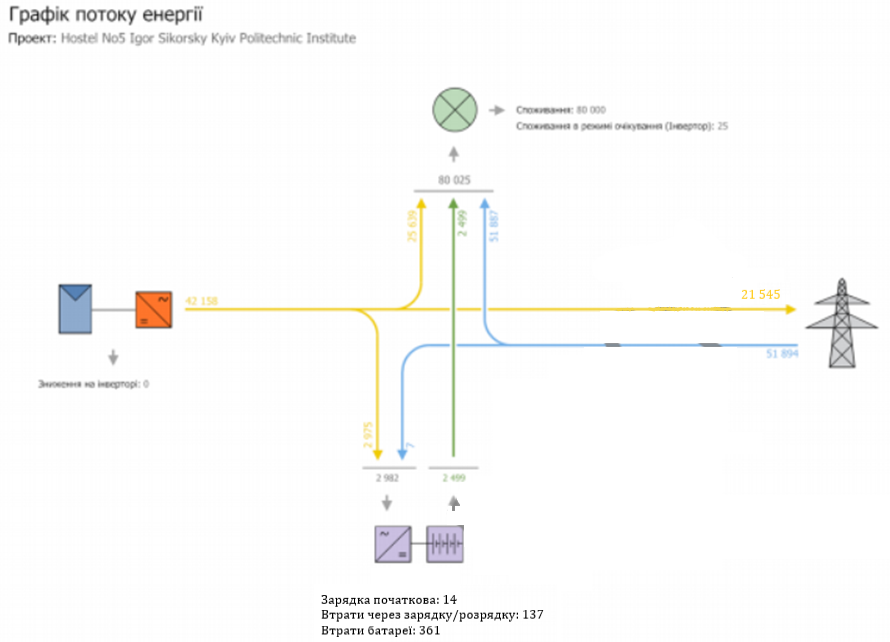 Графік потоку енергії
Проект: Hostel No5 Igor Sikorsky Kyiv Politechnic Institute
Споживання: 80 000
Споживання в режимі очікування (Інвертор): 25
80 025
25 639
2 499
51 887
42 158
21 545
51 894
Зниження на інверторі: 0
2 975
7
2 982
2 499
Зарядка початкова: 14
Втрати через зарядку/розрядку: 137
Втрати батареї: 361